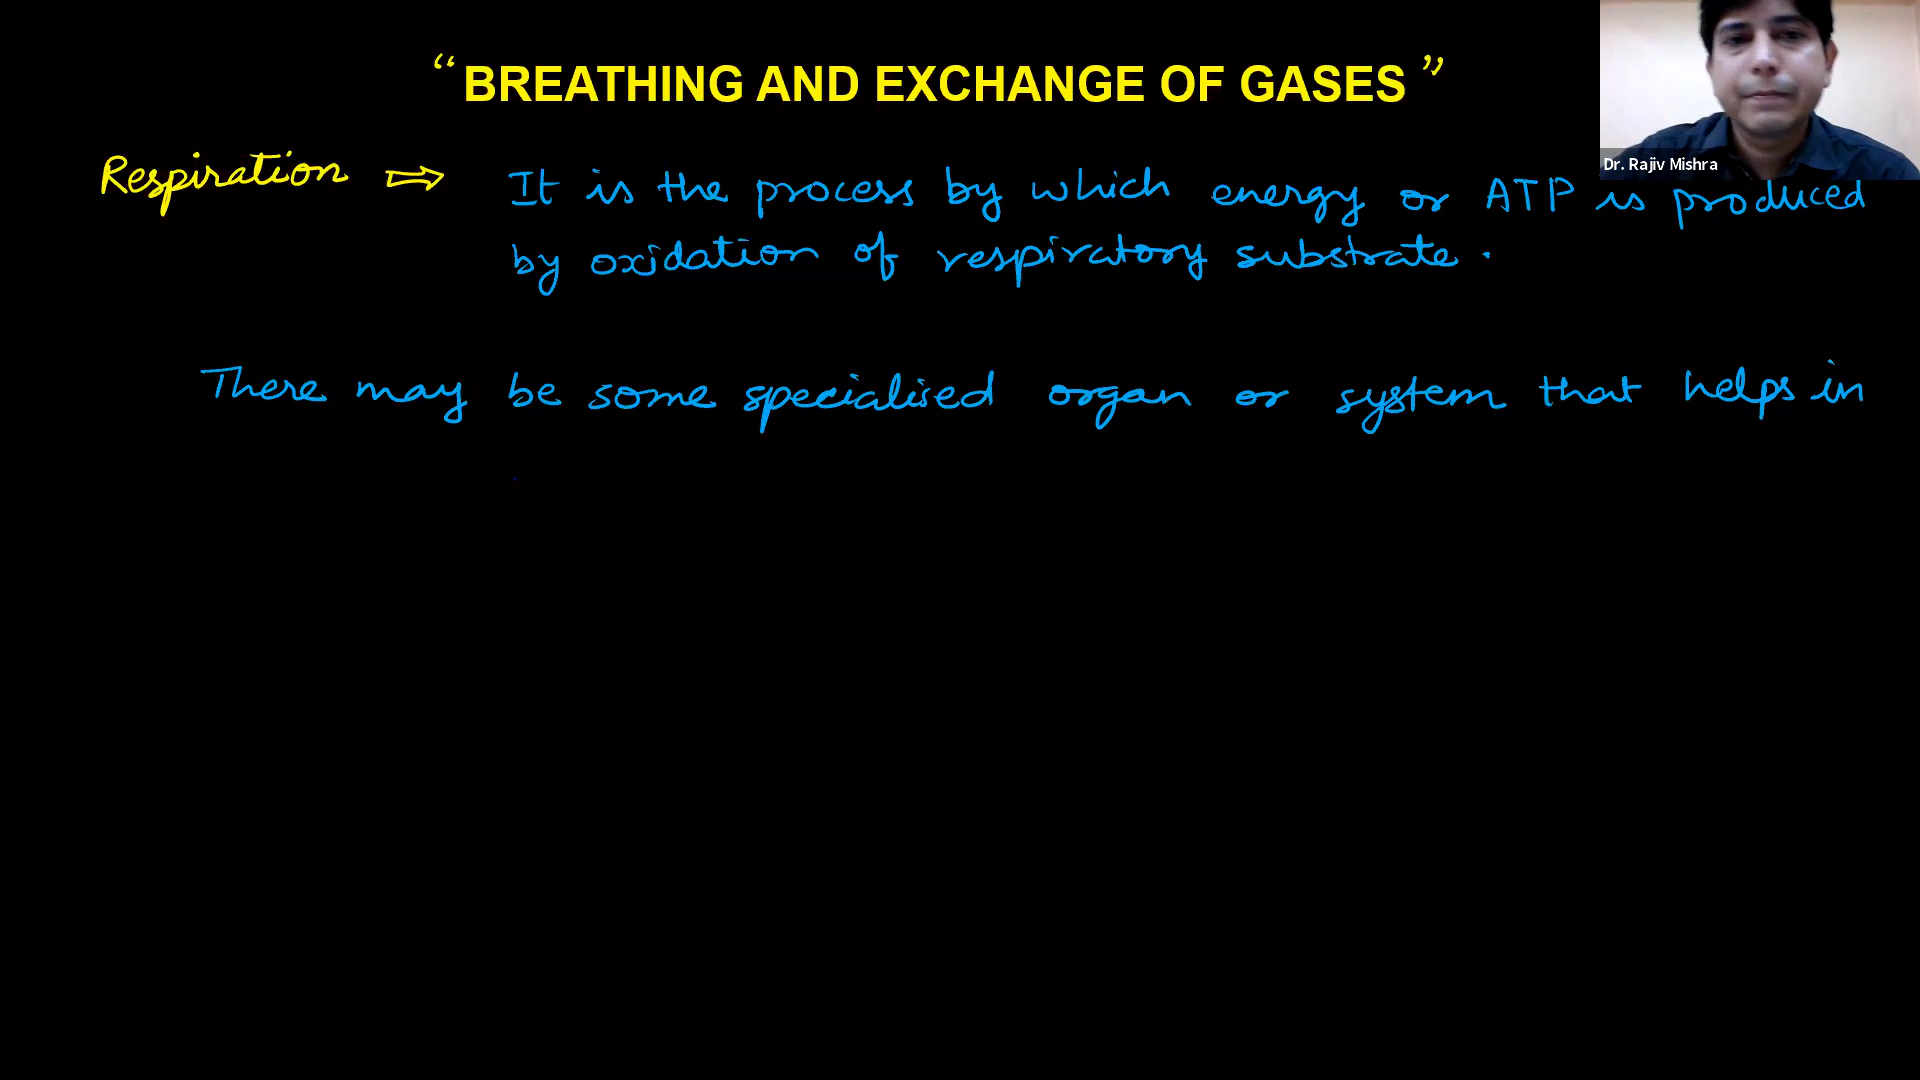 “BREATHING AND EXCHANGE OF GASES”
Dr. Rajiv Mishra
Respiration ⇒ It is the process by which energy or ATP is produced
by oxidation of respiratory substrate.
There may be some specialised organ or system that helps in